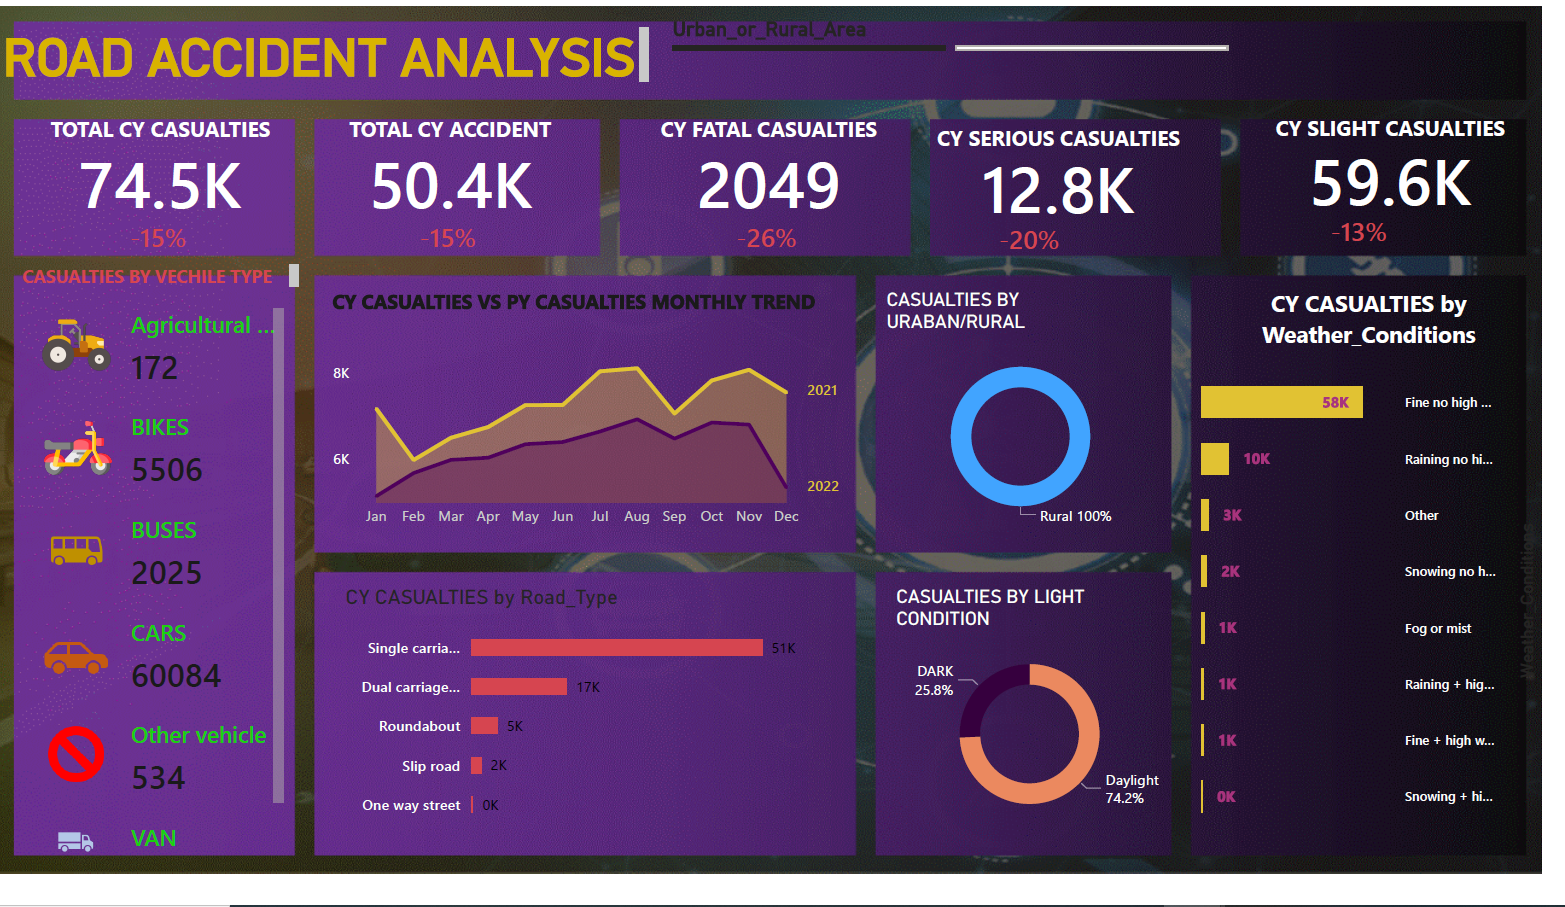 ROAD ACCIDENT ANALYSIS
Urban_or_Rural_Area
TOTAL CY CASUALTIES
74.5K
-15%
TOTAL CY ACCIDENT
50.4K
-15%
CY FATAL CASUALTIES
2049
-26%
CY SERIOUS CASUALTIES
12.8K
-20%
CY SLIGHT CASUALTIES
59.6K
-13%
CASUALTIES BY VECHILE TYPE
Agricultural ...
172
BIKES
5506
BUSES
2025
CARS
60084
Other vehicle
534
VAN
CY CASUALTIES VS PY CASUALTIES MONTHLY TREND
8K
6K
2021
2022
Jan Feb Mar Apr May Jun Jul Aug Sep Oct Nov Dec
CASUALTIES BY
URABAN/RURAL
Rural 100%
CY CASUALTIES by Road_Type
Single carria... 51K
Dual carriage... 17K
Roundabout 5K
Slip road 2K
One way street 0K
CASUALTIES BY LIGHT
CONDITION
DARK
25.8%
Daylight
74.2%
CY CASUALTIES by
Weather_Conditions
58K Fine no high ...
10K Raining no hi...
3K Other
2K Snowing no h...
1K Fog or mist
1K Raining + hig...
1K Fine + high w...
0K Snowing + hi...
Weather_Conditions